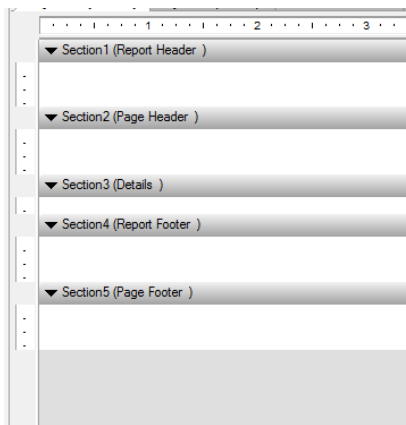 1 2 3
Section1 (Report Header )
Section2 (Page Header )
Section3 (Details )
Section4 (Report Footer )
Section5 (Page Footer )